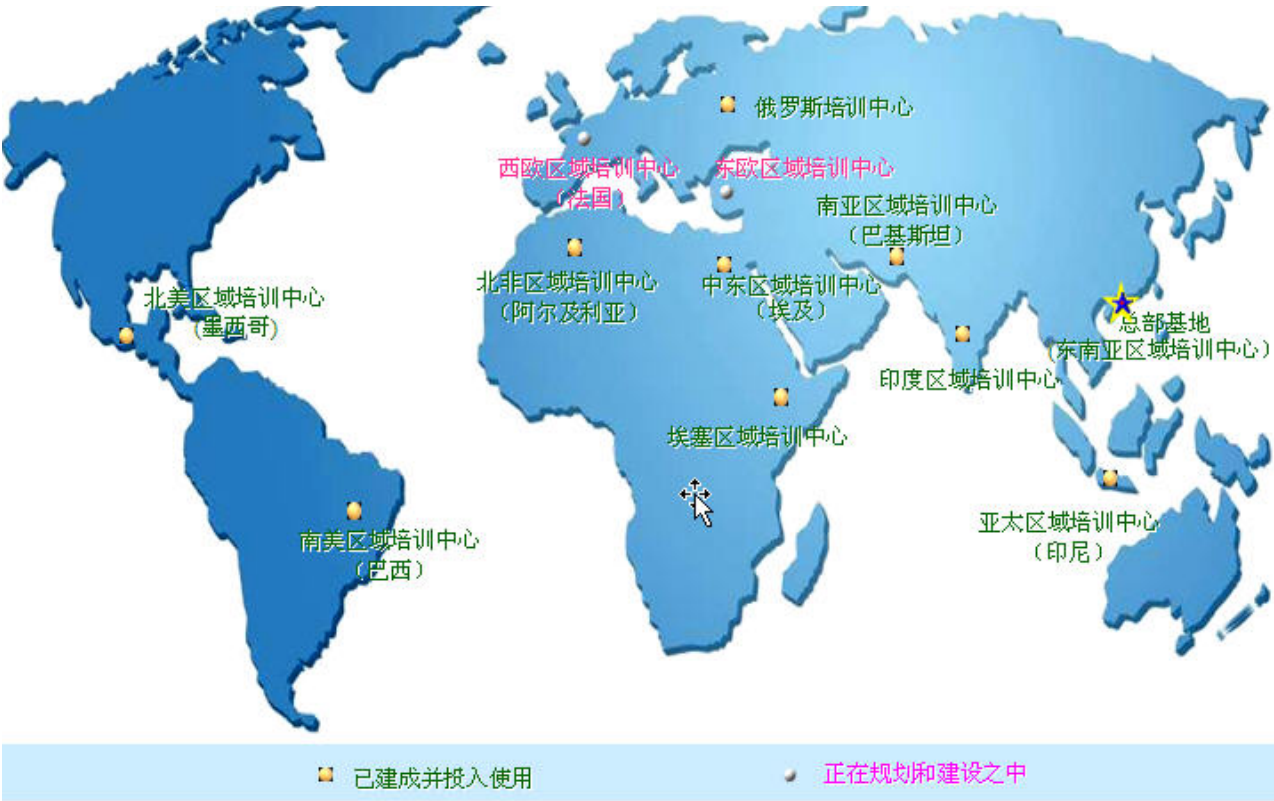 俄罗斯培训中心
西欧区域培训中心
（法国）
东欧区域培训中心
南亚区域培训中心
（巴基斯坦）
北美区域培训中心
(墨西哥)
北非区域培训中心
（阿尔及利亚）
中东区域培训中心
（埃及）
总部基地
(东南亚区域培训中心）
印度区域培训中心
埃塞区域培训中心
南美区域培训中心
（巴西）
亚太区域培训中心
（印尼）
已建成并投入使用
正在规划和建设之中